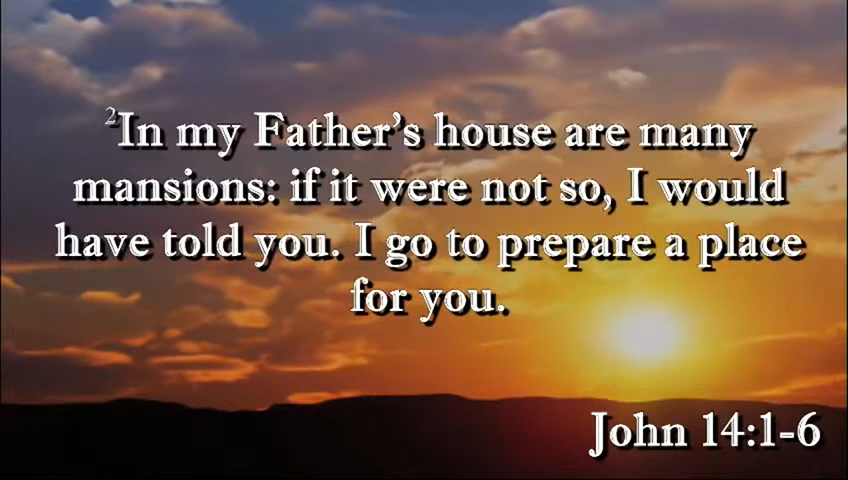 ²In my Father’s house are many
mansions: if it were not so, I would
have told you. I go to prepare a place
for you.
John 14:1-6